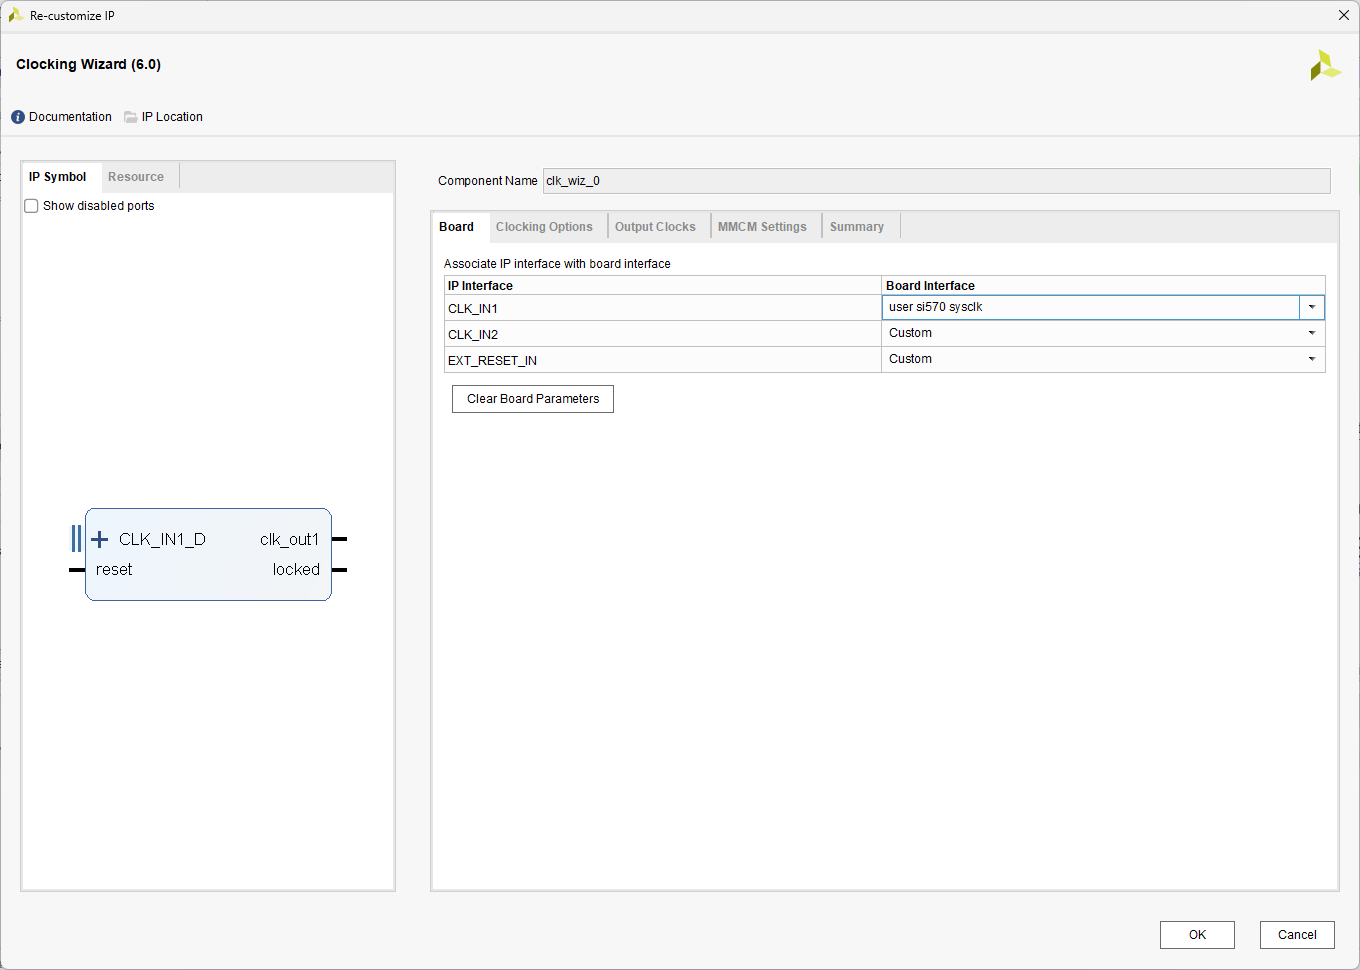 Re-customize IP
Clocking Wizard (6.0)
Documentation IP Location
IP Symbol Resource
Show disabled ports
CLK_IN1_D clk_out1
reset locked
Component Name clk_wiz_0
Board Clocking Options Output Clocks MMCM Settings Summary
Associate IP interface with board interface
IP Interface Board Interface
CLK_IN1 user si570 sysclk
CLK_IN2 Custom
EXT_RESET_IN Custom
Clear Board Parameters
OK Cancel